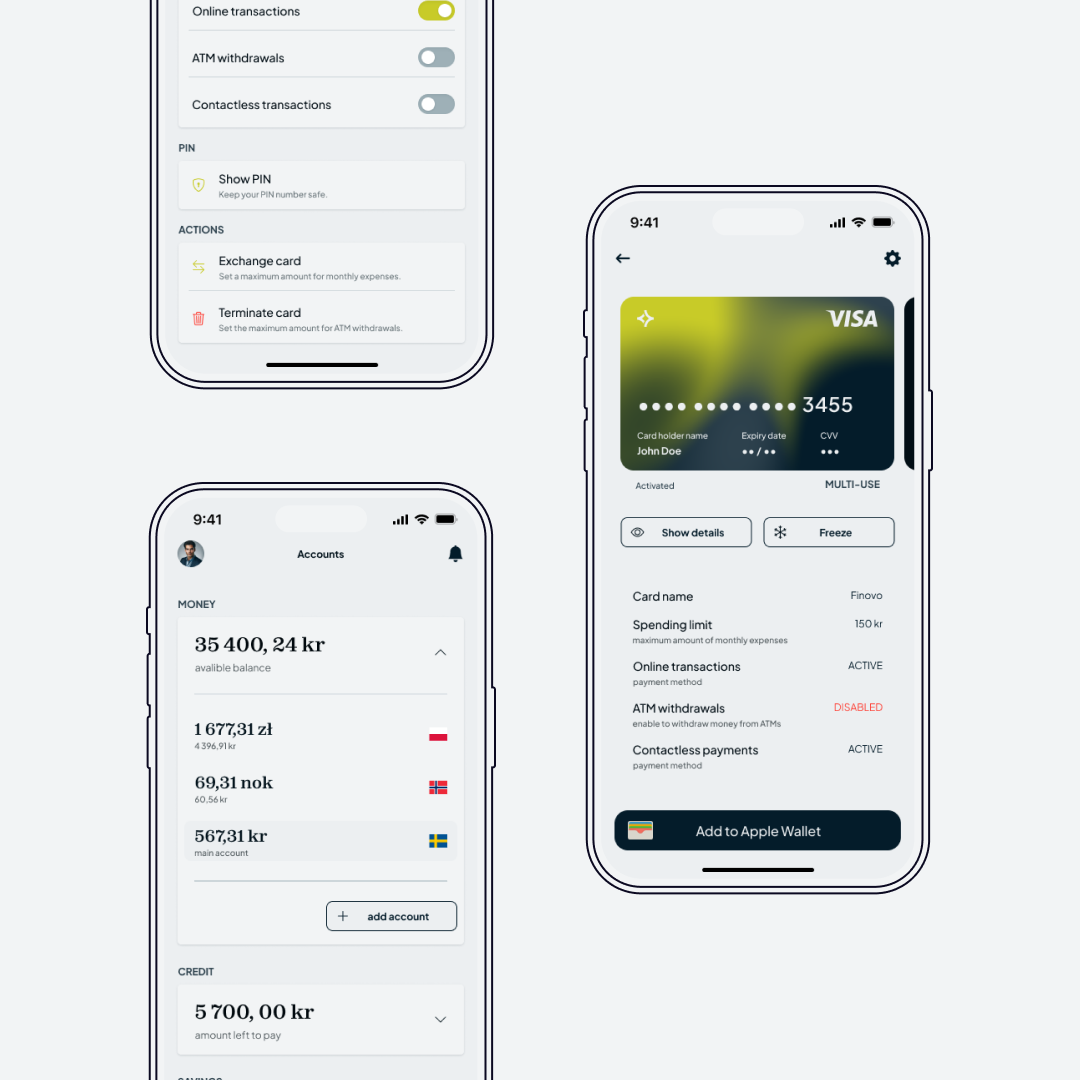 Online transactions
ATM withdrawals
Contactless transactions
PIN
Show PIN
Keep your PIN number safe.
ACTIONS
Exchange card
Set a maximum amount for monthly expenses.
Terminate card
Set the maximum amount for ATM withdrawals.
9:41
Accounts
MONEY
35 400, 24 kr
avalible balance
1 677,31 zł
4 396,91 kr
69,31 nok
60,56 kr
567,31 kr
main account
add account
CREDIT
5 700, 00 kr
amount left to pay
9:41
VISA
•••• •••• •••• 3455
Card holder name Expiry date CVV
John Doe •• / •• •••
Activated MULTI-USE
Show details Freeze
Card name Finovo
Spending limit 150 kr
maximum amount of monthly expenses
Online transactions ACTIVE
payment method
ATM withdrawals DISABLED
enable to withdraw money from ATMs
Contactless payments ACTIVE
payment method
Add to Apple Wallet